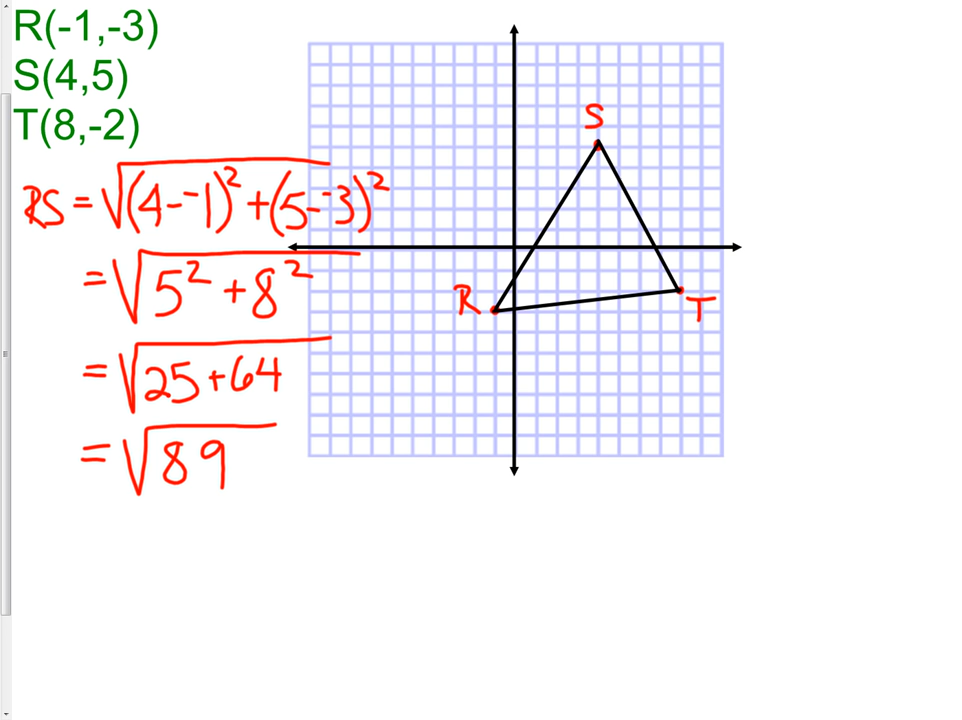 R(-1,-3)
S(4,5)
T(8,-2)
RS = √(4--1)² + (5--3)²
= √5² + 8²
= √25+64
= √89
S
R
T